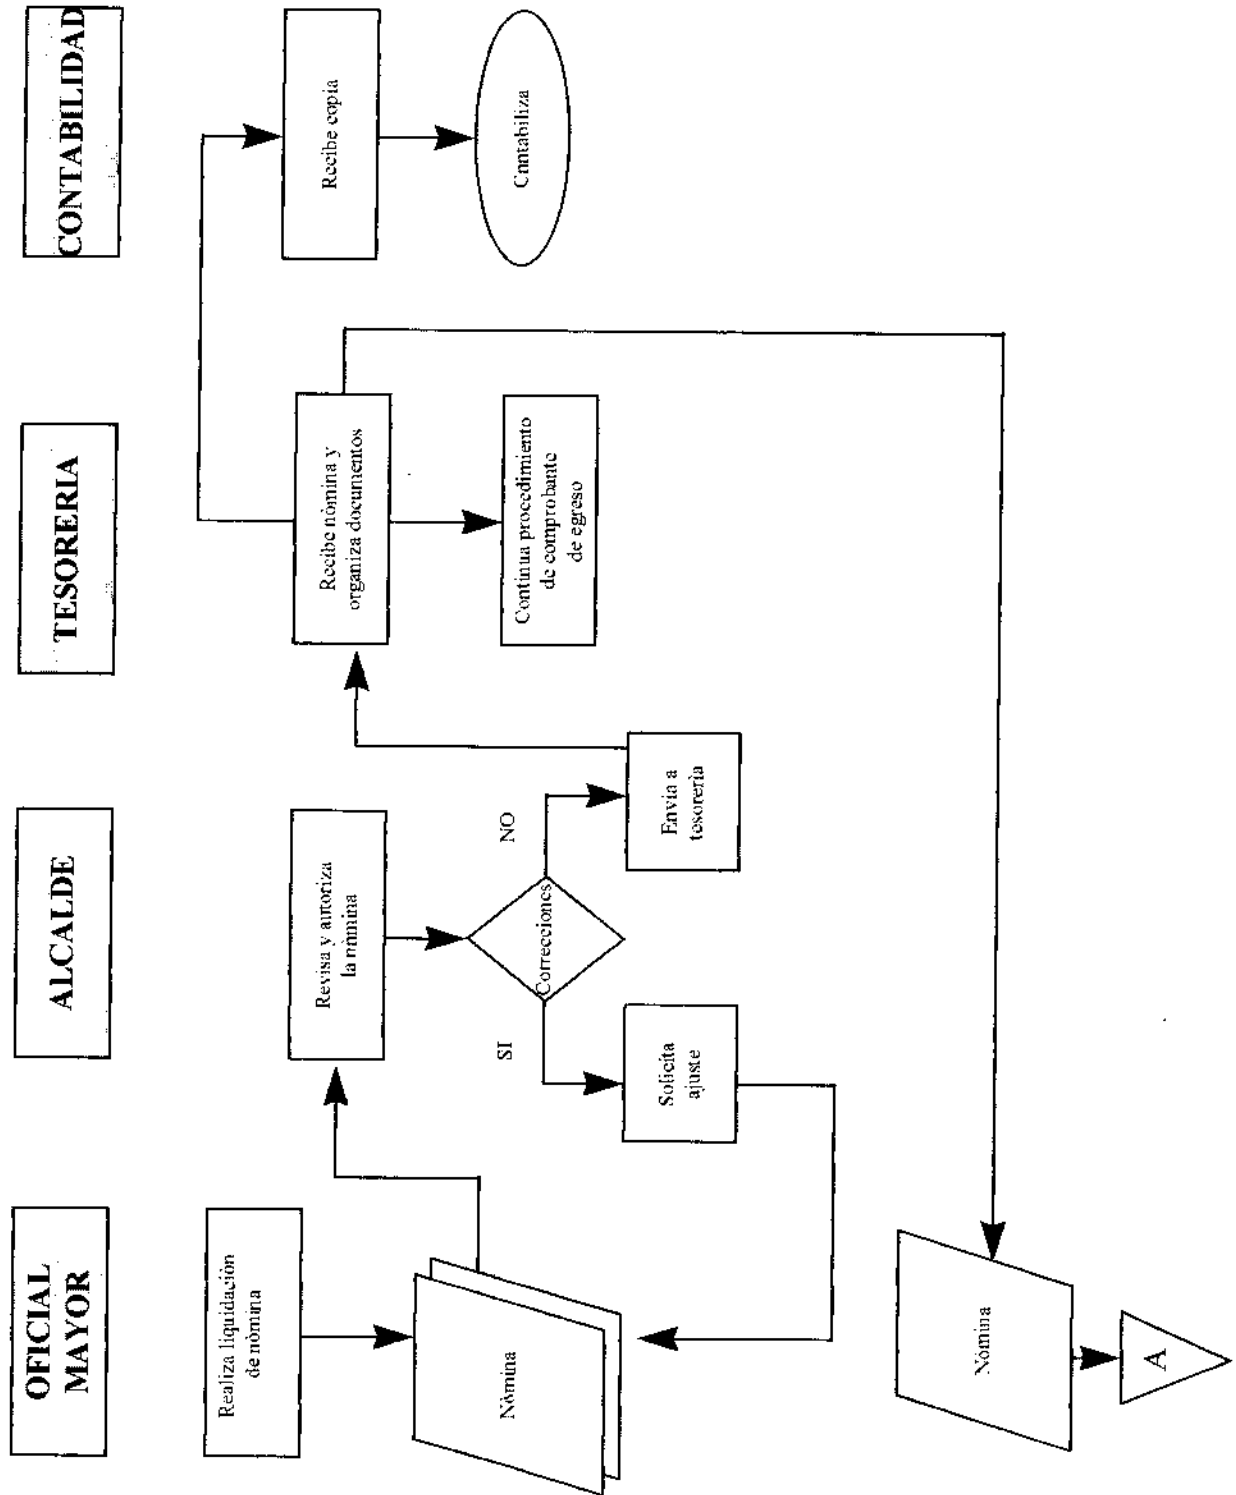 OFICIAL
MAYOR
ALCALDE
TESORERIA
CONTABILIDAD
Realiza liquidación
de nómina
Nómina
Revisa y autoriza
la nómina
Correcciones
SI
NO
Solicita
ajuste
Envia a
tesorería
Recibe nómina y
organiza documentos
Continua procedimiento
de comprobante
de egreso
Recibe copia
Cnntabiliza
Nómina
A